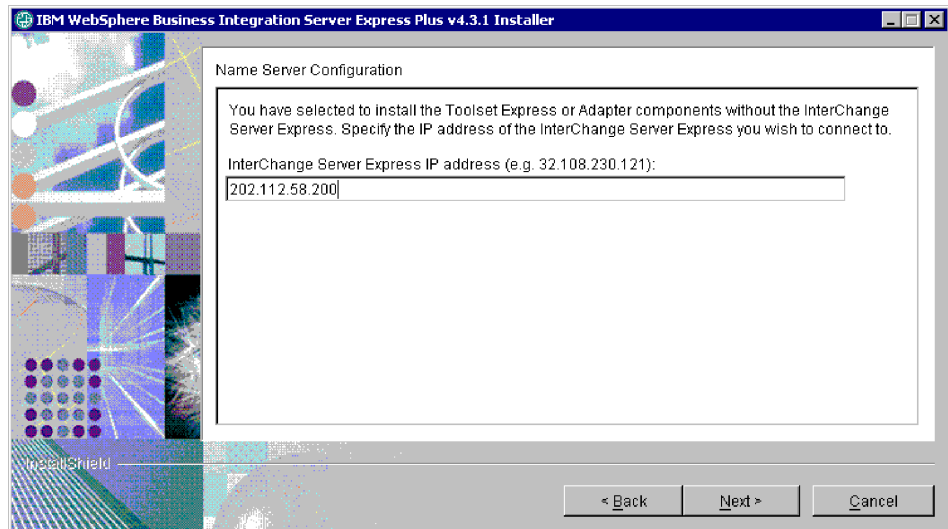 IBM WebSphere Business Integration Server Express Plus v4.3.1 Installer
Name Server Configuration
You have selected to install the Toolset Express or Adapter components without the InterChange
Server Express. Specify the IP address of the InterChange Server Express you wish to connect to.
InterChange Server Express IP address (e.g. 32.108.230.121):
202.112.58.200
InstallShield
< Back Next > Cancel